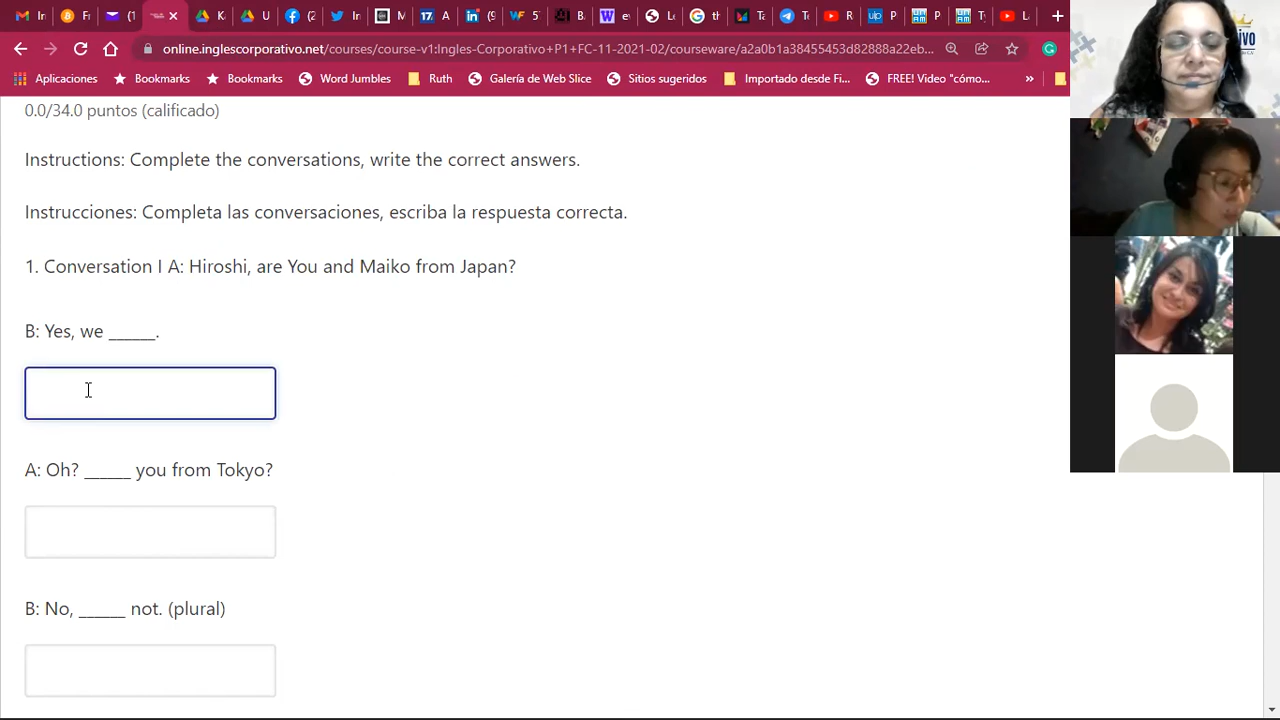 online.inglescorporativo.net/courses/course-v1:Ingles-Corporativo+P1+FC-11-2021-02/courseware/a2a0b1a38455453d82888a22eb...
Aplicaciones Bookmarks Bookmarks Word Jumbles Ruth Galería de Web Slice Sitios sugeridos Importado desde Fi... FREE! Video "cómo... »
0.0/34.0 puntos (calificado)
Instructions: Complete the conversations, write the correct answers.
Instrucciones: Completa las conversaciones, escriba la respuesta correcta.
1. Conversation I A: Hiroshi, are You and Maiko from Japan?
B: Yes, we ______.
A: Oh? ______ you from Tokyo?
B: No, ______ not. (plural)